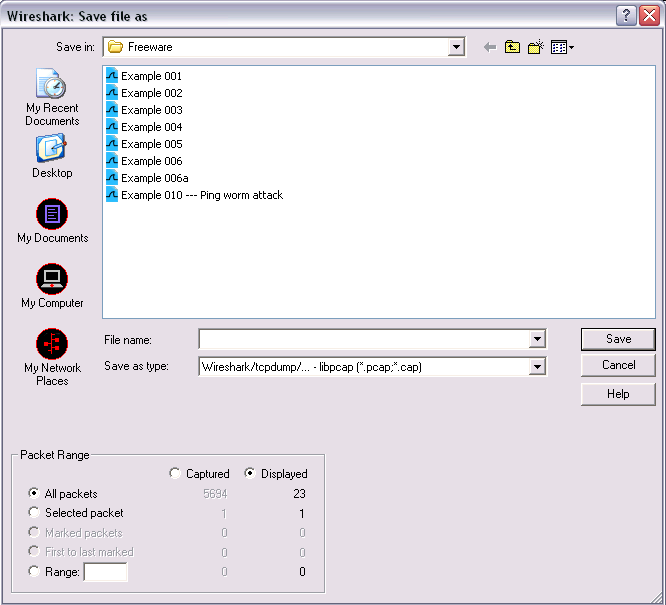 Wireshark: Save file as
Save in: Freeware
My Recent
Documents
Desktop
My Documents
My Computer
My Network
Places
Example 001
Example 002
Example 003
Example 004
Example 005
Example 006
Example 006a
Example 010 --- Ping worm attack
File name:
Save
Save as type: Wireshark/tcpdump/... - libpcap (*.pcap;*.cap)
Cancel
Help
Packet Range
Captured Displayed
All packets 5694 23
Selected packet 1 1
Marked packets 0 0
First to last marked 0 0
Range: 0 0